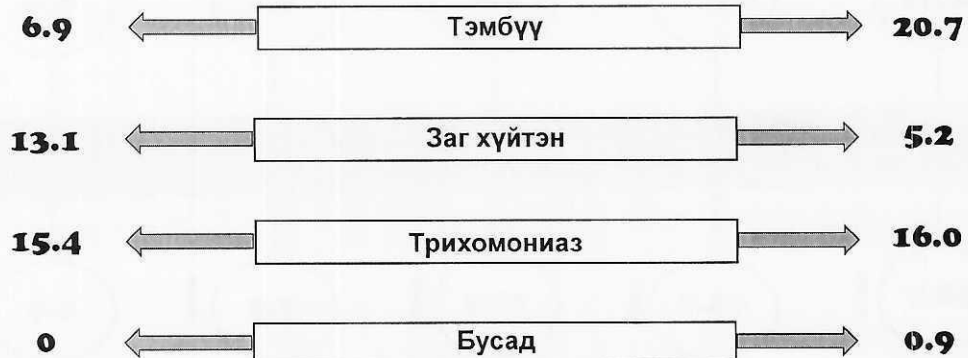 6.9 Тэмбүү 20.7
13.1 Заг хүйтэн 5.2
15.4 Трихомониаз 16.0
0 Бусад 0.9